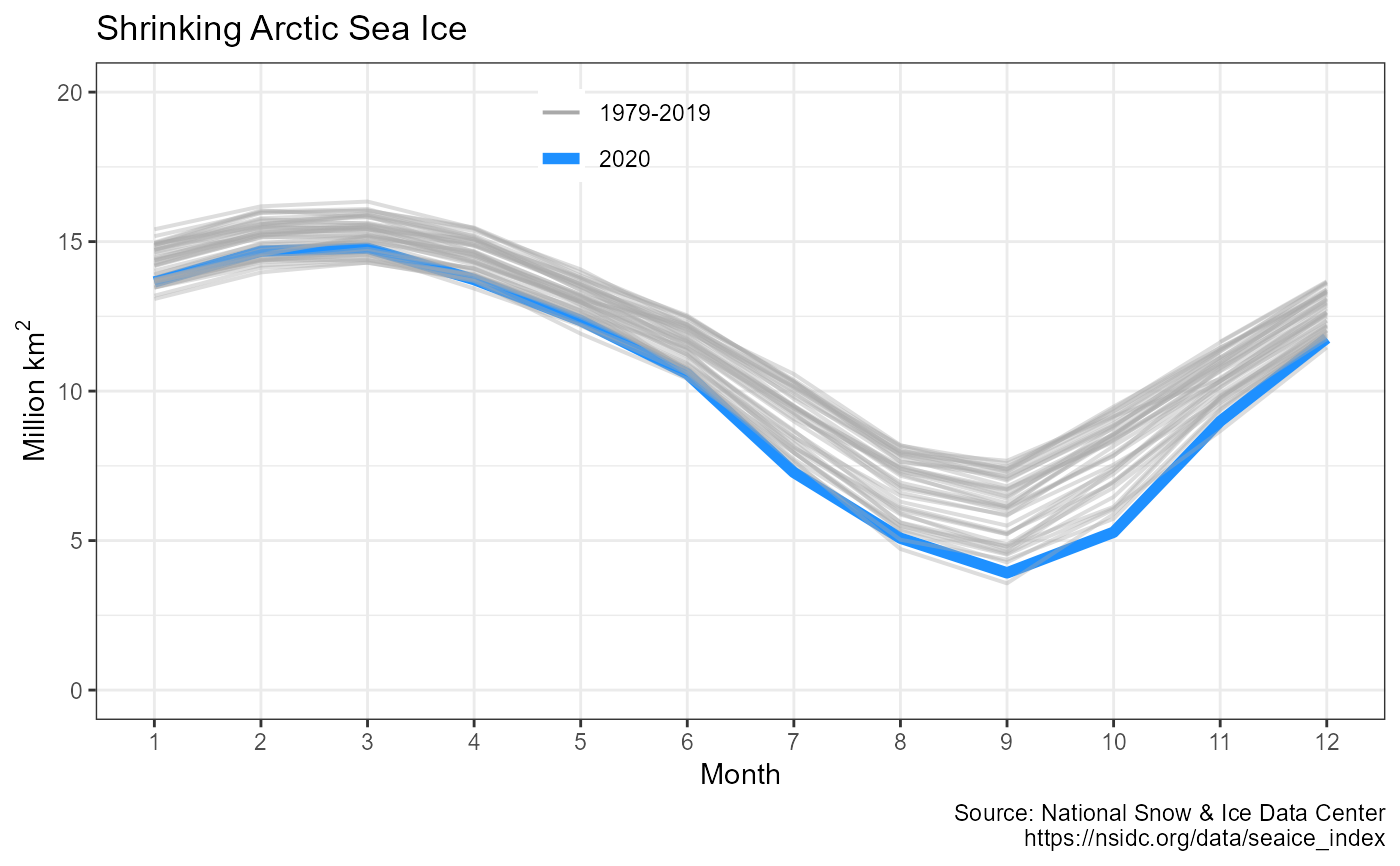 Shrinking Arctic Sea Ice
20
15
10
5
0
Million km²
1979-2019
2020
1 2 3 4 5 6 7 8 9 10 11 12
Month
Source: National Snow & Ice Data Center
https://nsidc.org/data/seaice_index